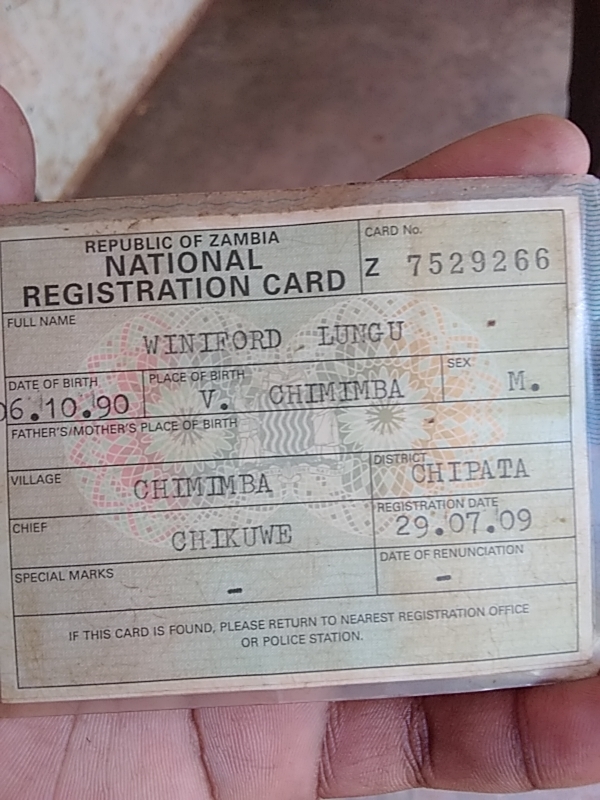 REPUBLIC OF ZAMBIA
NATIONAL
REGISTRATION CARD
CARD No.
Z 7529266
FULL NAME
WINIFORD LUNGU
DATE OF BIRTH
06.10.90
PLACE OF BIRTH
V. CHIMIMBA
SEX
M.
FATHER'S/MOTHER'S PLACE OF BIRTH
VILLAGE
CHIMIMBA
DISTRICT
CHIPATA
CHIEF
CHIKUWE
REGISTRATION DATE
29.07.09
SPECIAL MARKS
-
DATE OF RENUNCIATION
-
IF THIS CARD IS FOUND, PLEASE RETURN TO NEAREST REGISTRATION OFFICE
OR POLICE STATION.